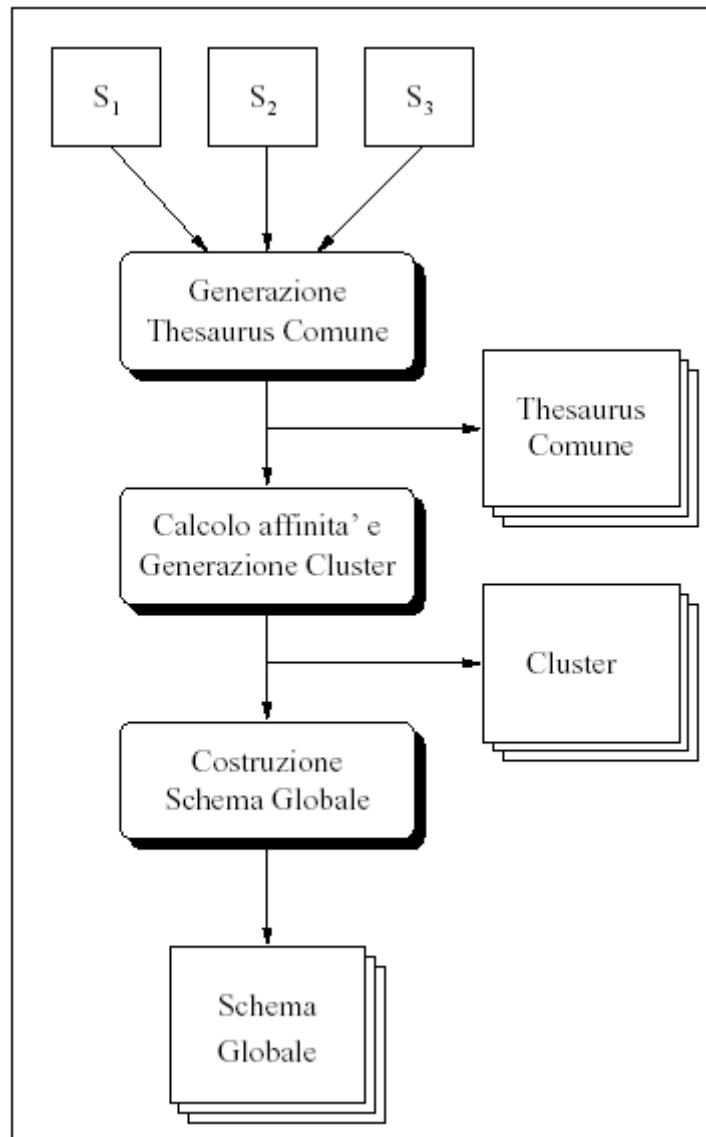 S1 S2 S3
Generazione
Thesaurus Comune
Thesaurus
Comune
Calcolo affinita' e
Generazione Cluster
Cluster
Costruzione
Schema Globale
Schema
Globale